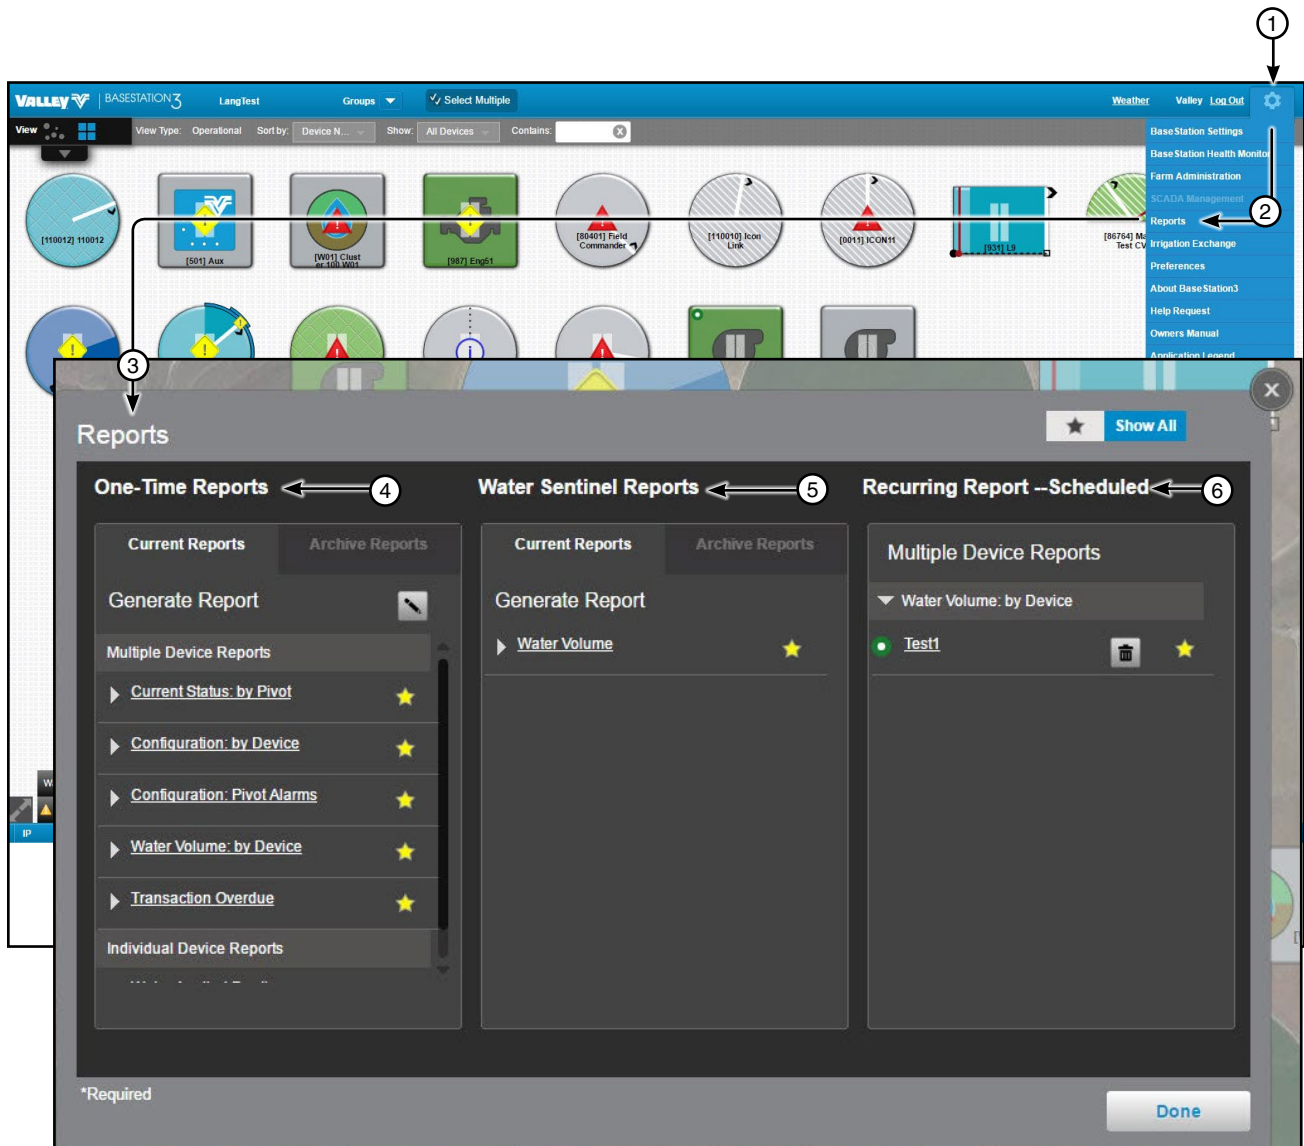 1
VALLEY BASESTATION3 LangTest Groups Select Multiple Weather Valley Log Out
View View Type: Operational Sort by: Device N... Show: All Devices Contains:
BaseStation Settings
BaseStation Health Monitor
Farm Administration
SCADA Management
Reports
2
Irrigation Exchange
Preferences
About BaseStation3
Help Request
Owners Manual
Application Legend
[110012] 110012
[501] Aux
[W01] Clust
er 100 W01
[987] Eng51
[80401] Field
Commander
[110010] Icon
Link
[0011] ICON11
[931] L9
[86764] Ma
Test CV
3
Reports
Show All
One-Time Reports 4
Current Reports Archive Reports
Generate Report
Multiple Device Reports
Current Status: by Pivot
Configuration: by Device
Configuration: Pivot Alarms
Water Volume: by Device
Transaction Overdue
Individual Device Reports
Water Sentinel Reports 5
Current Reports Archive Reports
Generate Report
Water Volume
Recurring Report --Scheduled 6
Multiple Device Reports
Water Volume: by Device
Test1
W
IP
*Required
Done